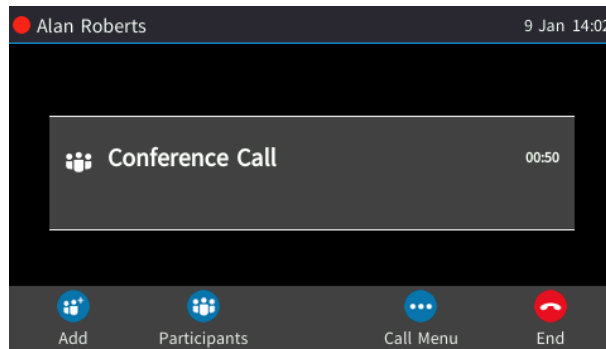 Alan Roberts 9 Jan 14:02
Conference Call 00:50
Add Participants Call Menu End